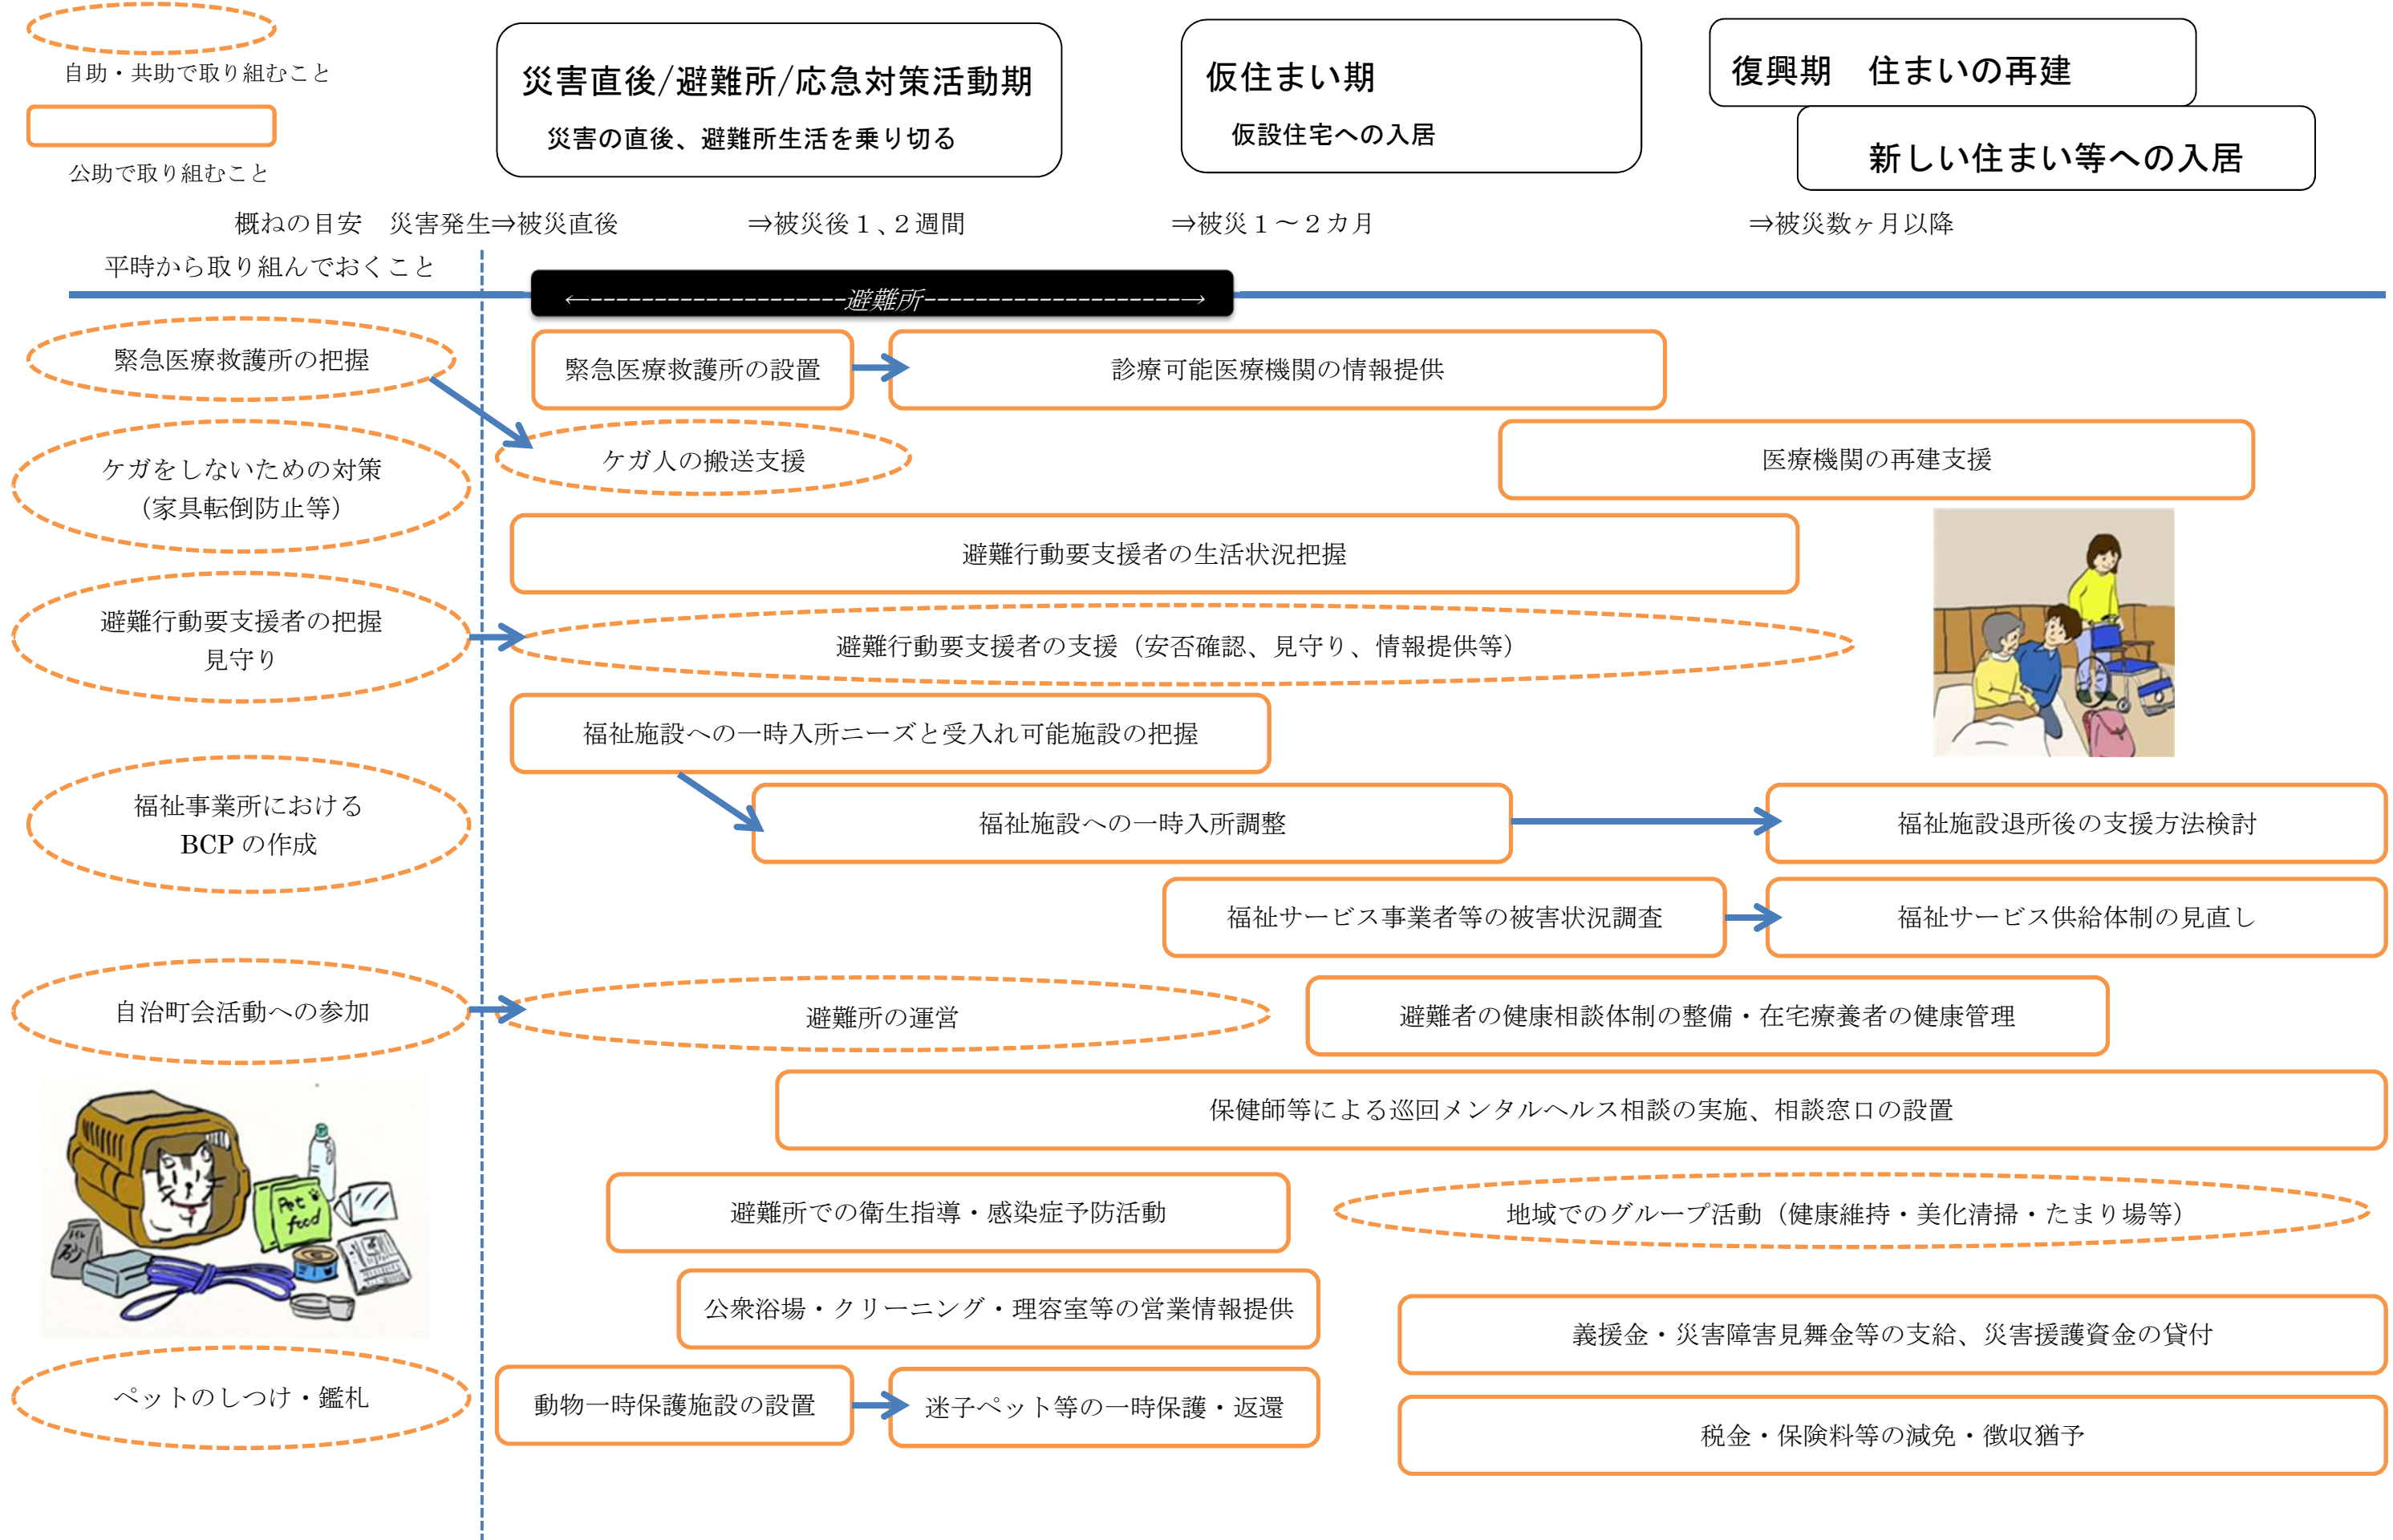 自助・共助で取り組むこと
公助で取り組むこと
災害直後/避難所/応急対策活動期
災害の直後、避難所生活を乗り切る
仮住まい期
仮設住宅への入居
復興期　住まいの再建
新しい住まい等への入居
概ねの目安　災害発生⇒被災直後　　　　　⇒被災後１、２週間　　　　　　　　⇒被災１～２カ月　　　　　　　　　　　　　　　⇒被災数ヶ月以降
平時から取り組んでおくこと
←--------------------避難所--------------------→
緊急医療救護所の把握
緊急医療救護所の設置
診療可能医療機関の情報提供
ケガをしないための対策
（家具転倒防止等）
ケガ人の搬送支援
医療機関の再建支援
避難行動要支援者の生活状況把握
避難行動要支援者の把握
見守り
避難行動要支援者の支援（安否確認、見守り、情報提供等）
福祉施設への一時入所ニーズと受入れ可能施設の把握
福祉事業所における
BCP の作成
福祉施設への一時入所調整
福祉施設退所後の支援方法検討
福祉サービス事業者等の被害状況調査
福祉サービス供給体制の見直し
自治町会活動への参加
避難所の運営
避難者の健康相談体制の整備・在宅療養者の健康管理
保健師等による巡回メンタルヘルス相談の実施、相談窓口の設置
Pet
food
避難所での衛生指導・感染症予防活動
地域でのグループ活動（健康維持・美化清掃・たまり場等）
公衆浴場・クリーニング・理容室等の営業情報提供
義援金・災害障害見舞金等の支給、災害援護資金の貸付
ペットのしつけ・鑑札
動物一時保護施設の設置
迷子ペット等の一時保護・返還
税金・保険料等の減免・徴収猶予